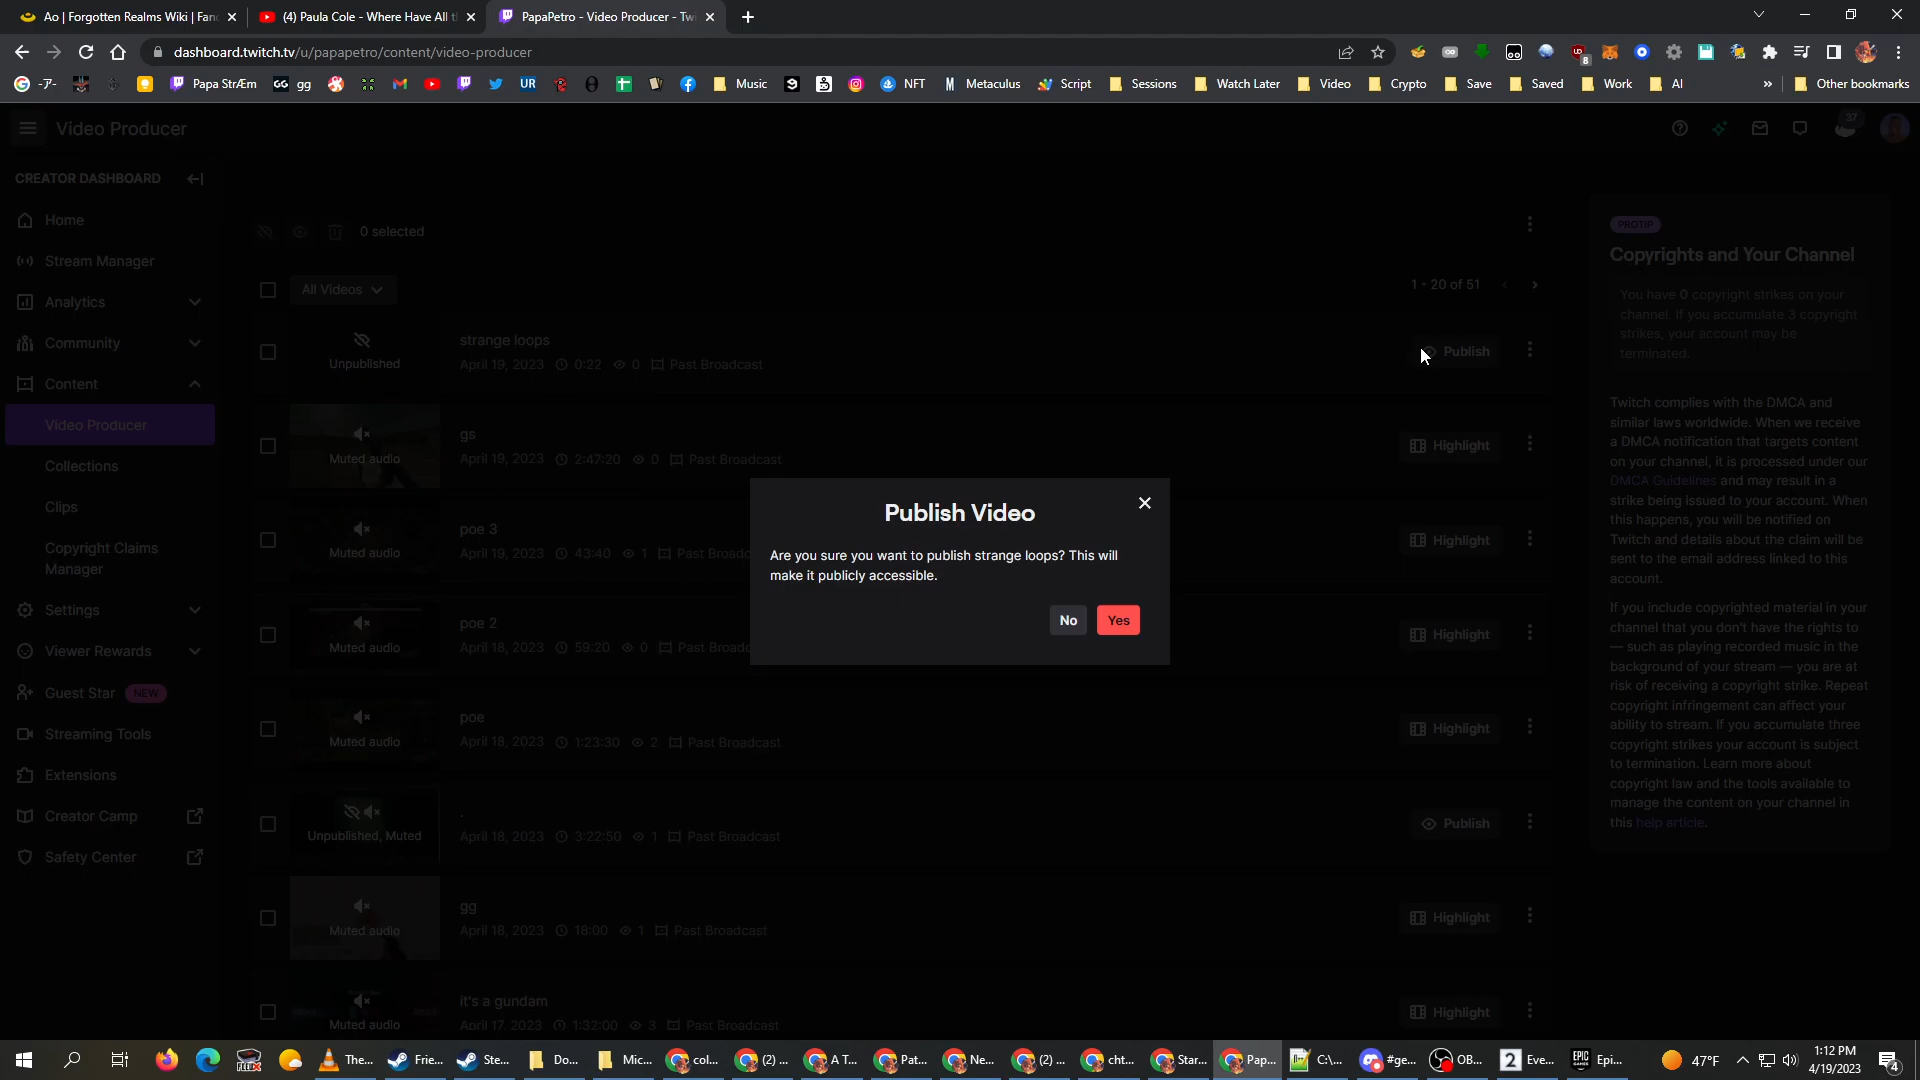 Ao | Forgotten Realms Wiki | Fan
(4) Paula Cole - Where Have All t
PapaPetro - Video Producer - Twi
dashboard.twitch.tv/u/papapetro/content/video-producer
8
-ア-
Papa StrÆm
GG gg
UR
Music
NFT
M Metaculus
Script
Sessions
Watch Later
Video
Crypto
Save
Saved
Work
AI
»
Other bookmarks
Video Producer
37
CREATOR DASHBOARD
Home
Stream Manager
Analytics
Community
Content
Video Producer
Collections
Clips
Copyright Claims
Manager
Settings
Viewer Rewards
Guest Star NEW
Streaming Tools
Extensions
Creator Camp
Safety Center
0 selected
All Videos
1 - 20 of 51
Unpublished
strange loops
April 19, 2023 0:22 0 Past Broadcast
Publish
Muted audio
gs
April 19, 2023 2:47:20 0 Past Broadcast
Highlight
Muted audio
poe 3
April 19, 2023 43:40 1 Past Broadc
Highlight
Muted audio
poe 2
April 18, 2023 59:20 0 Past Broadc
Highlight
Muted audio
poe
April 18, 2023 1:23:30 2 Past Broadcast
Highlight
Unpublished, Muted
.
April 18, 2023 3:22:50 1 Past Broadcast
Publish
Muted audio
gg
April 18, 2023 18:00 1 Past Broadcast
Highlight
Muted audio
it's a gundam
April 17, 2023 1:32:00 3 Past Broadcast
Highlight
Publish Video
Are you sure you want to publish strange loops? This will
make it publicly accessible.
No
Yes
PROTIP
Copyrights and Your Channel
You have 0 copyright strikes on your
channel. If you accumulate 3 copyright
strikes, your account may be
terminated.
Twitch complies with the DMCA and
similar laws worldwide. When we receive
a DMCA notification that targets content
on your channel, it is processed under our
DMCA Guidelines and may result in a
strike being issued to your account. When
this happens, you will be notified on
Twitch and details about the claim will be
sent to the email address linked to this
account.
If you include copyrighted material in your
channel that you don't have the rights to
— such as playing recorded music in the
background of your stream — you are at
risk of receiving a copyright strike. Repeat
copyright infringement can affect your
ability to stream. If you accumulate three
copyright strikes your account is subject
to termination. Learn more about
copyright law and the tools available to
manage the content on your channel in
this help article.
The...
Frie...
Ste...
Do...
Mic...
col...
(2) ...
A T...
Pat...
Ne...
(2) ...
cht...
Star...
Pap...
C:\...
#ge...
OB...
2 Eve...
EPIC Epi...
47°F
1:12 PM
4/19/2023
4